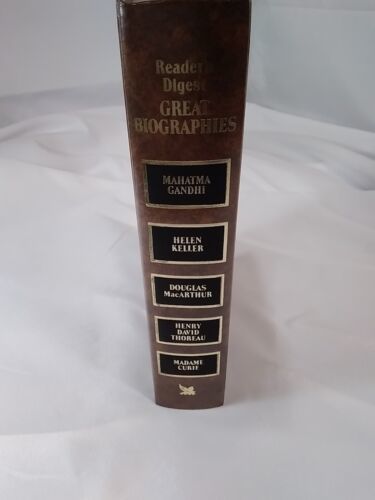 Reader's
Digest
GREAT
BIOGRAPHIES
MAHATMA
GANDHI
HELEN
KELLER
DOUGLAS
MacARTHUR
HENRY
DAVID
THOREAU
MADAME
CURIE